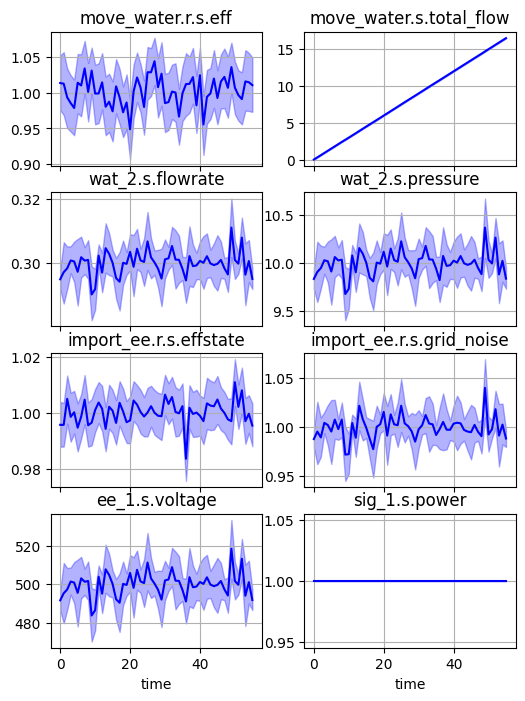 move_water.r.s.eff
move_water.s.total_flow
1.05
1.00
0.95
0.90
15
10
5
0
wat_2.s.flowrate
wat_2.s.pressure
0.32
0.30
10.5
10.0
9.5
import_ee.r.s.effstate
import_ee.r.s.grid_noise
1.02
1.00
0.98
1.05
1.00
0.95
ee_1.s.voltage
sig_1.s.power
520
500
480
1.05
1.00
0.95
0 20 40
0 20 40
time
time